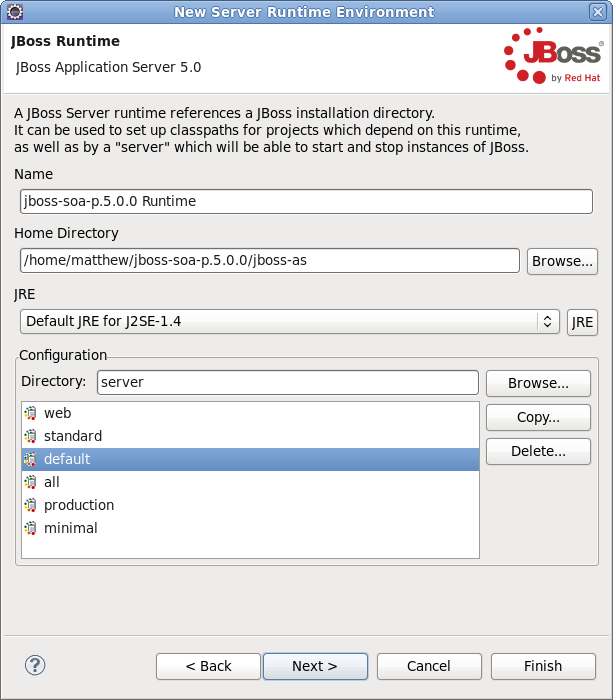 New Server Runtime Environment
JBoss Runtime
JBoss Application Server 5.0
JBoss®
by Red Hat
A JBoss Server runtime references a JBoss installation directory.
It can be used to set up classpaths for projects which depend on this runtime,
as well as by a "server" which will be able to start and stop instances of JBoss.
Name
jboss-soa-p.5.0.0 Runtime
Home Directory
/home/matthew/jboss-soa-p.5.0.0/jboss-as
Browse...
JRE
Default JRE for J2SE-1.4
JRE
Configuration
Directory: server
Browse...
web
Copy...
standard
default
Delete...
all
production
minimal
?
< Back
Next >
Cancel
Finish